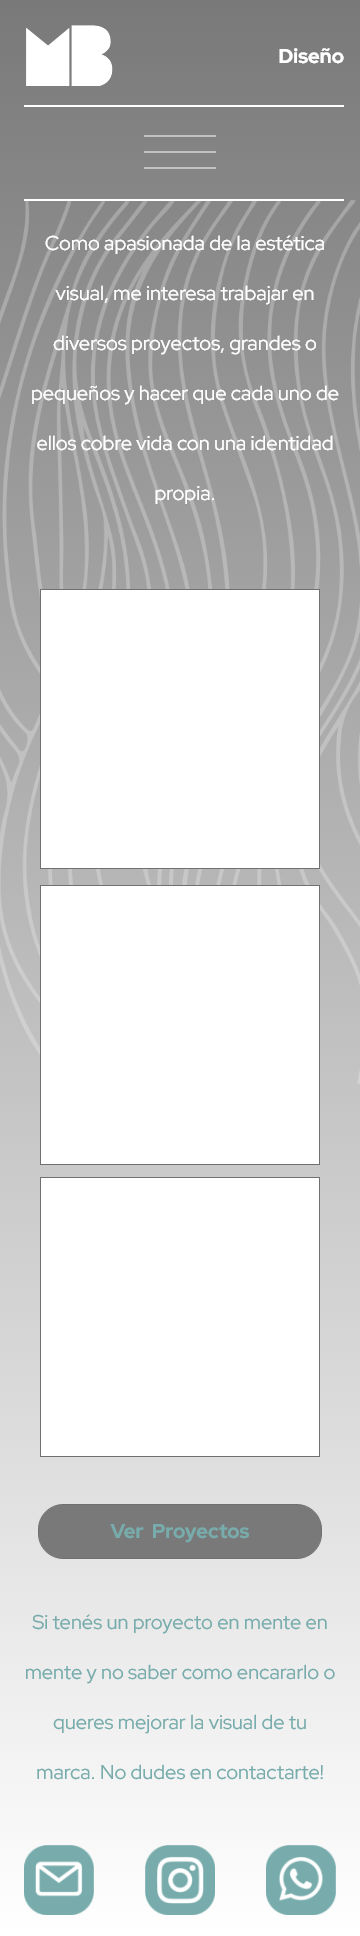 MB
Diseño
Como apasionada de la estética
visual, me interesa trabajar en
diversos proyectos, grandes o
pequeños y hacer que cada uno de
ellos cobre vida con una identidad
propia.
Ver Proyectos
Si tenés un proyecto en mente en
mente y no saber como encararlo o
queres mejorar la visual de tu
marca. No dudes en contactarte!